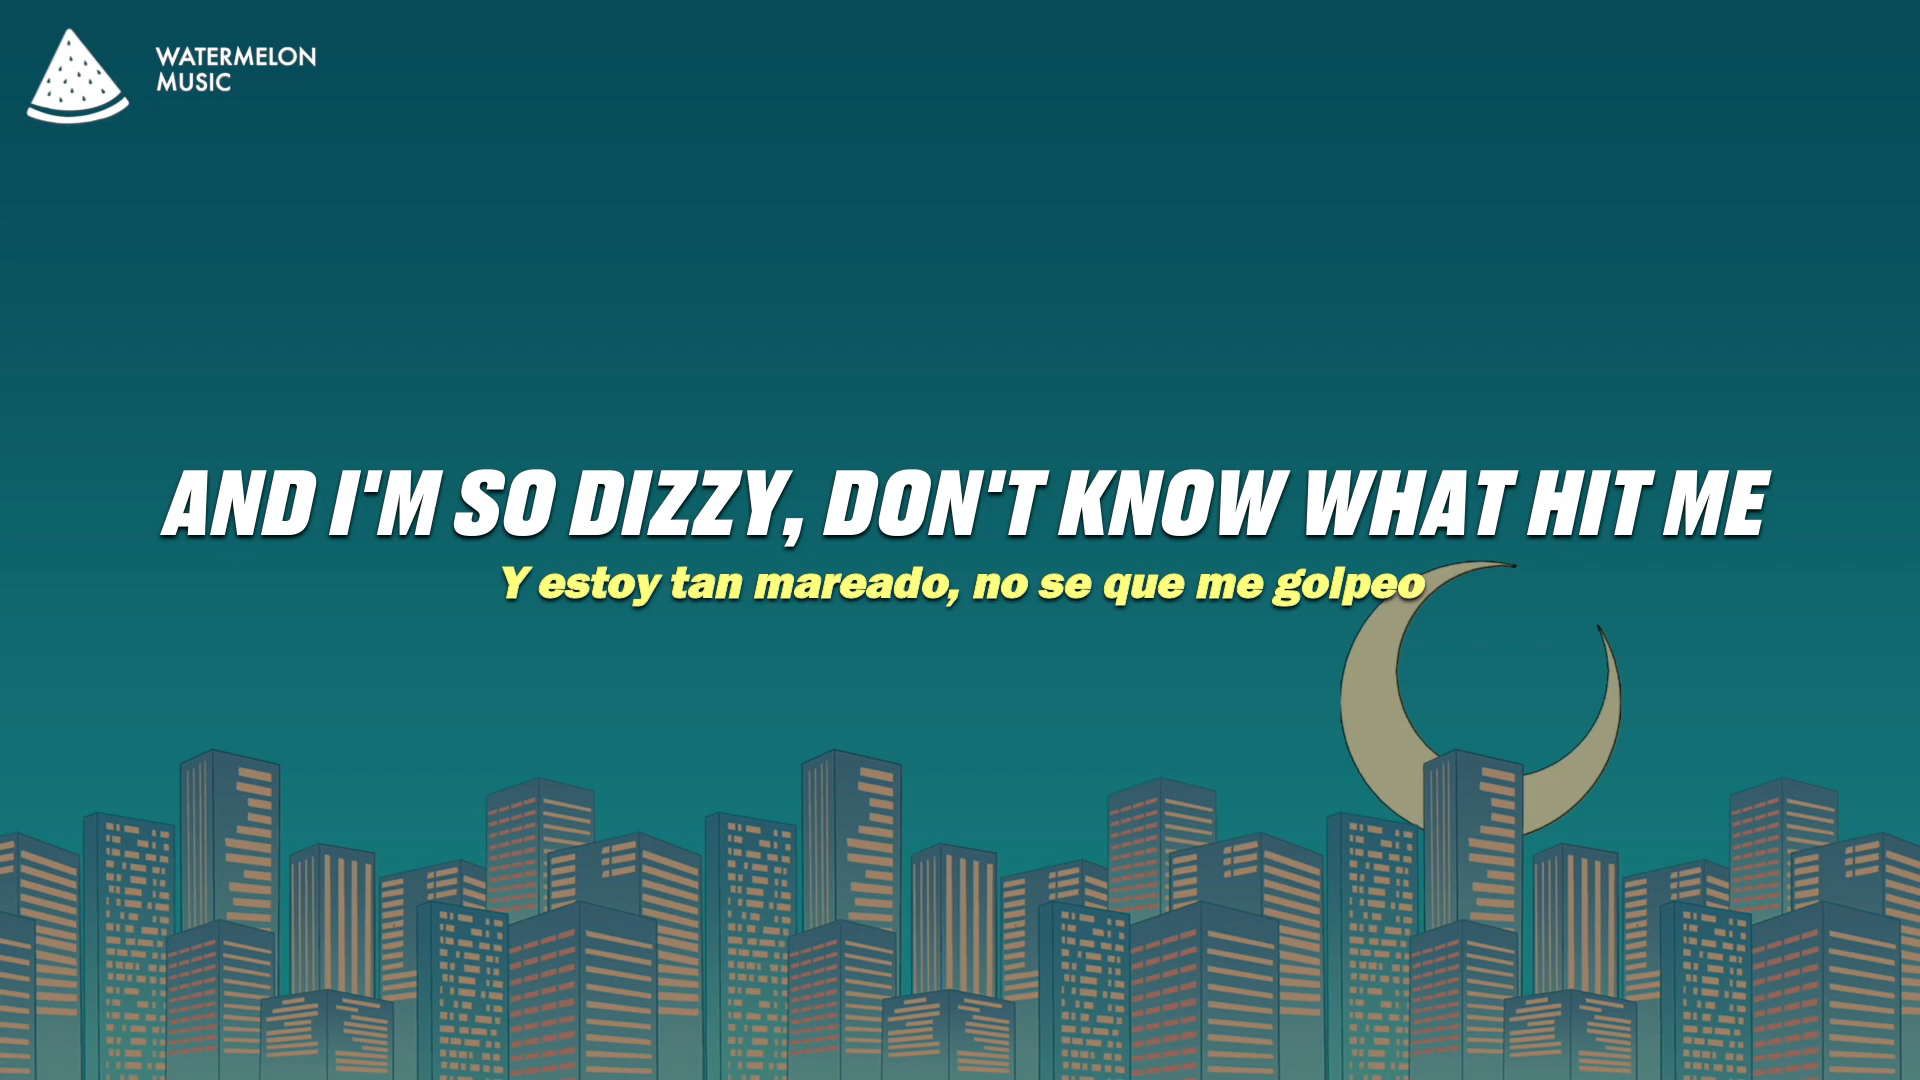 WATERMELON
MUSIC
AND I'M SO DIZZY, DON'T KNOW WHAT HIT ME
Y estoy tan mareado, no se que me golpeo